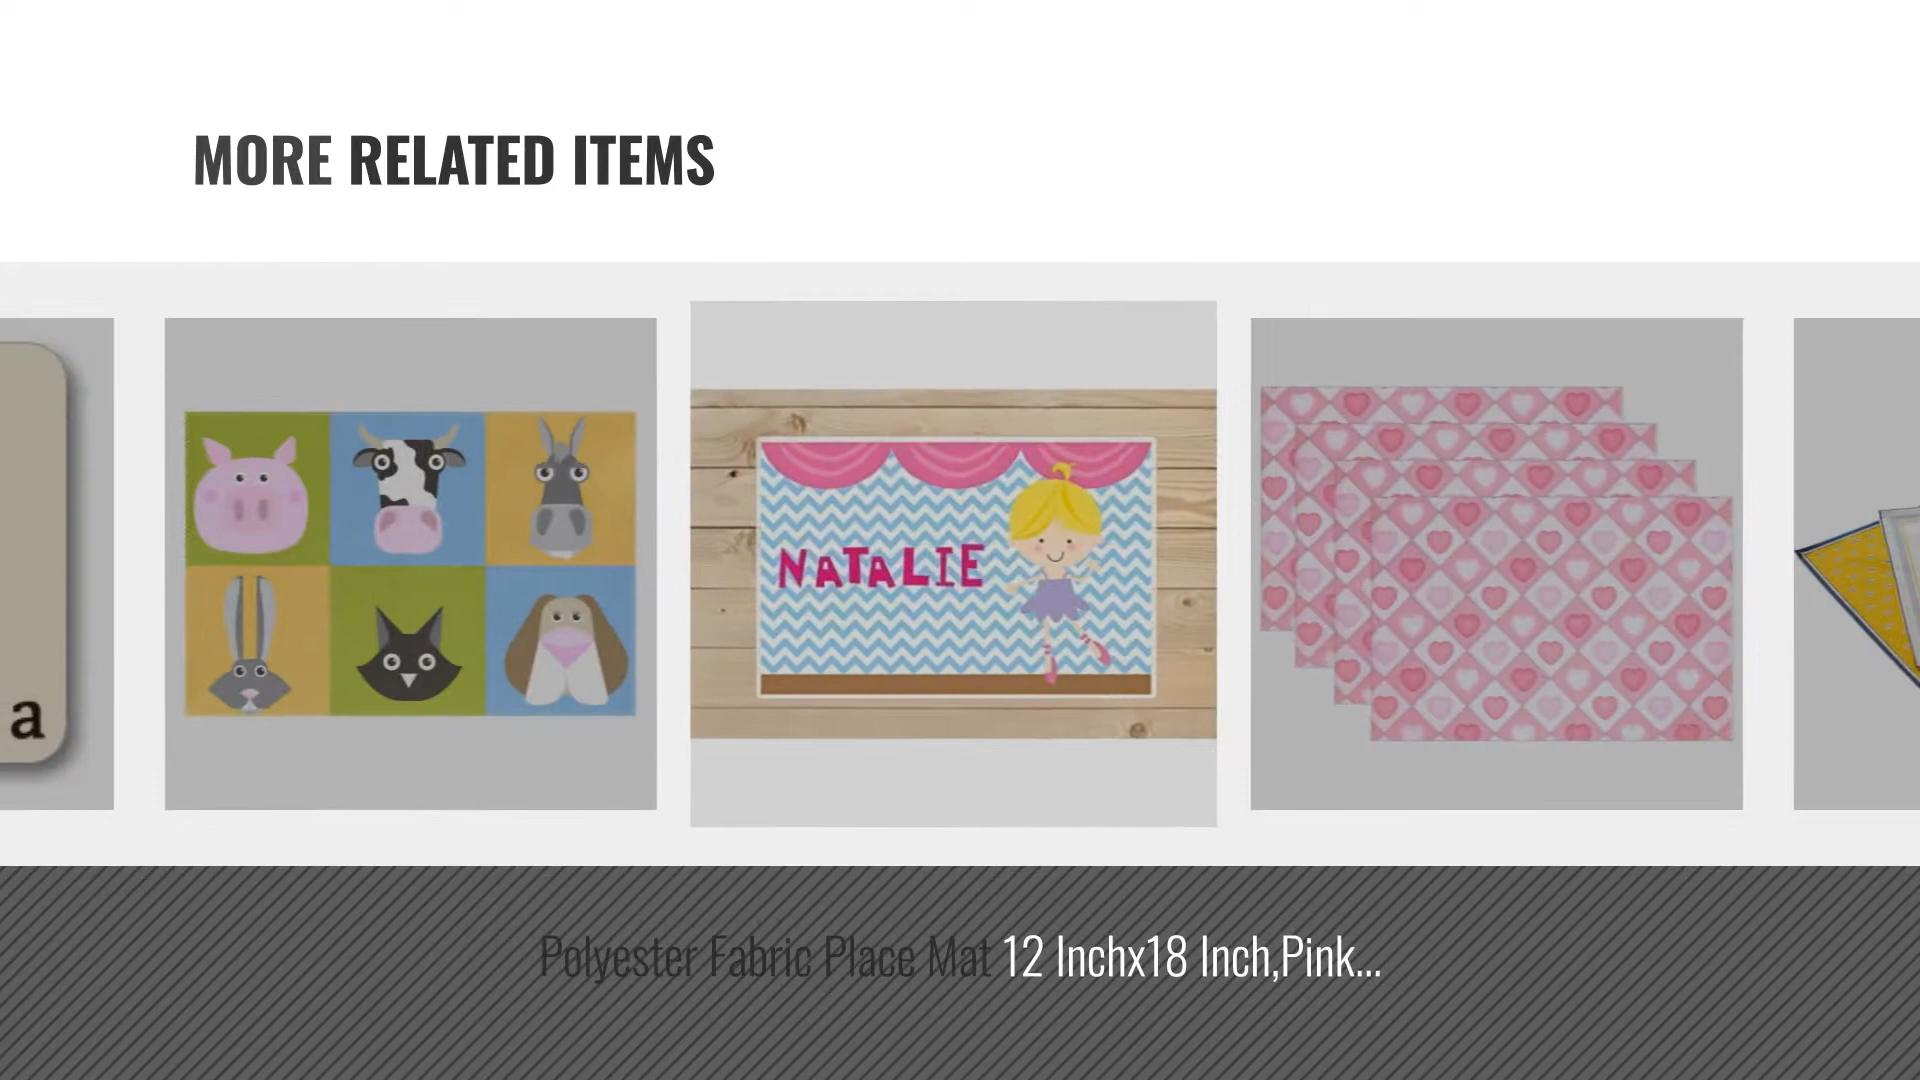 MORE RELATED ITEMS
NATALIE
a
Polyester Fabric Place Mat 12 Inchx18 Inch,Pink...